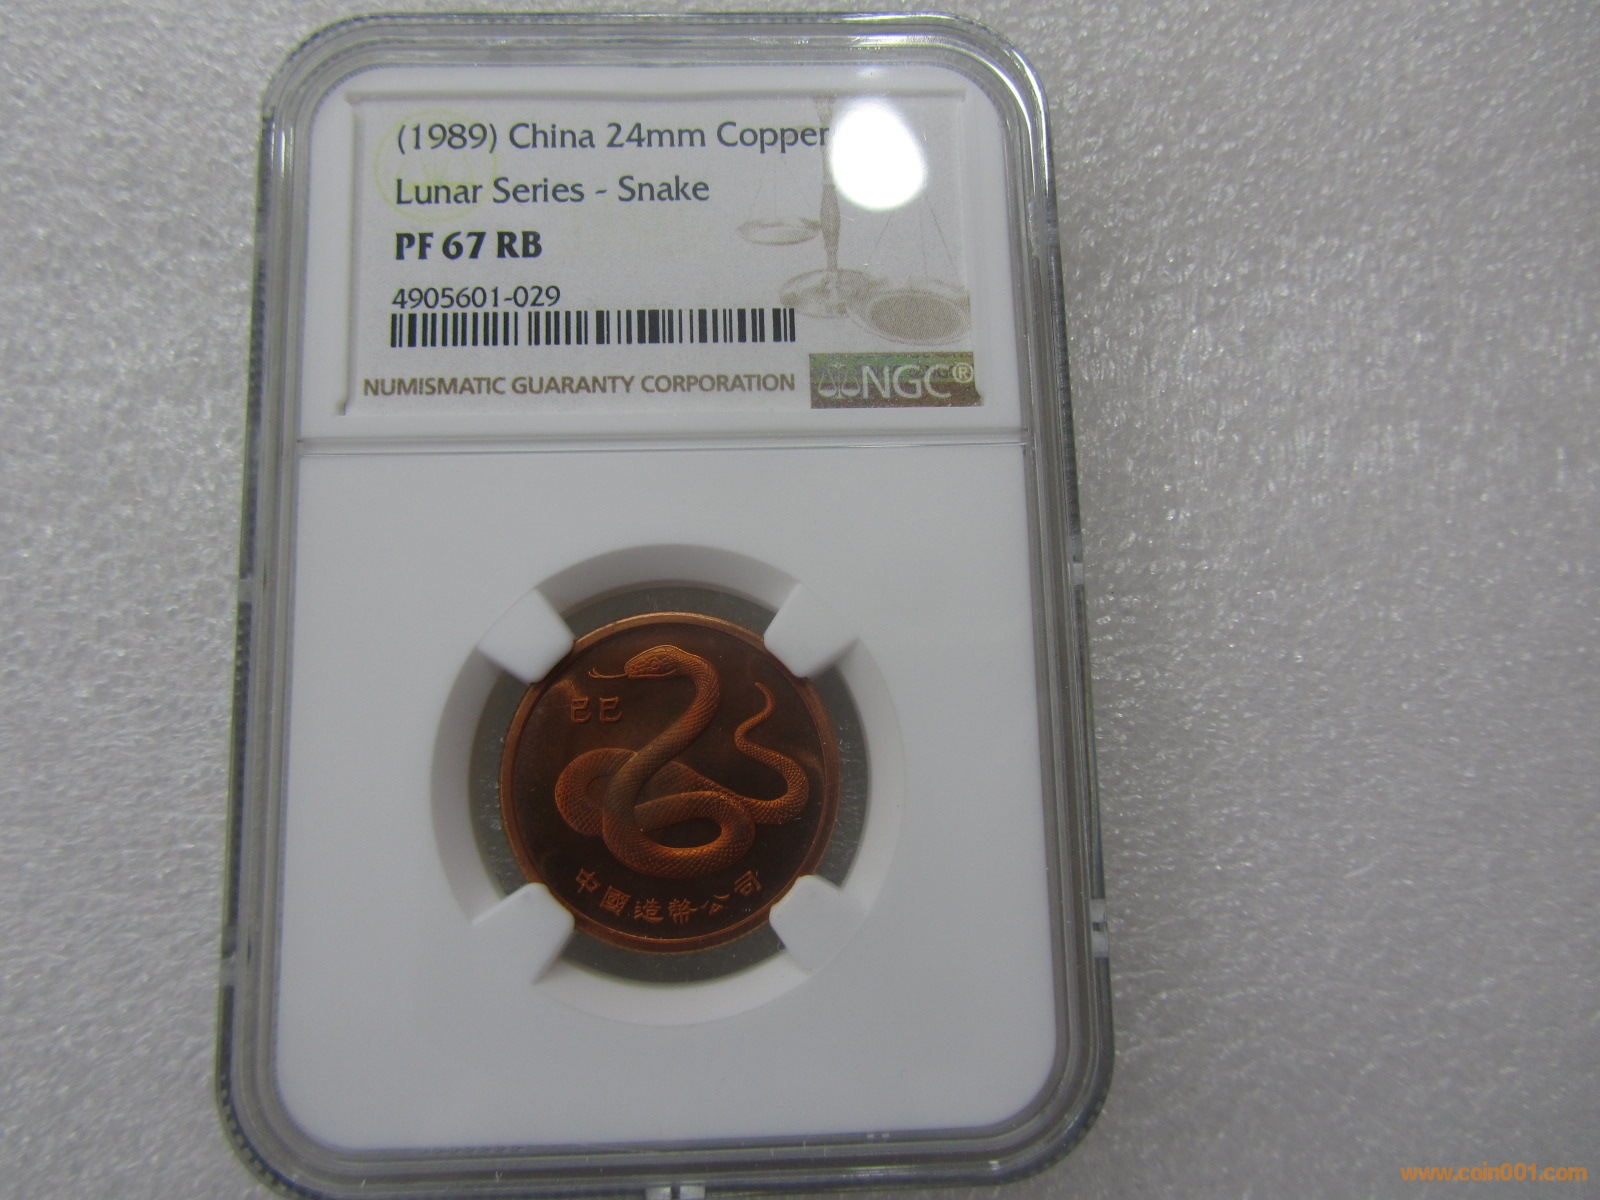 (1989) China 24mm Copper
Lunar Series - Snake
PF 67 RB
4905601-029
NUMISMATIC GUARANTY CORPORATION
NGC®
己巳
中國造幣公司
www.coin001.com